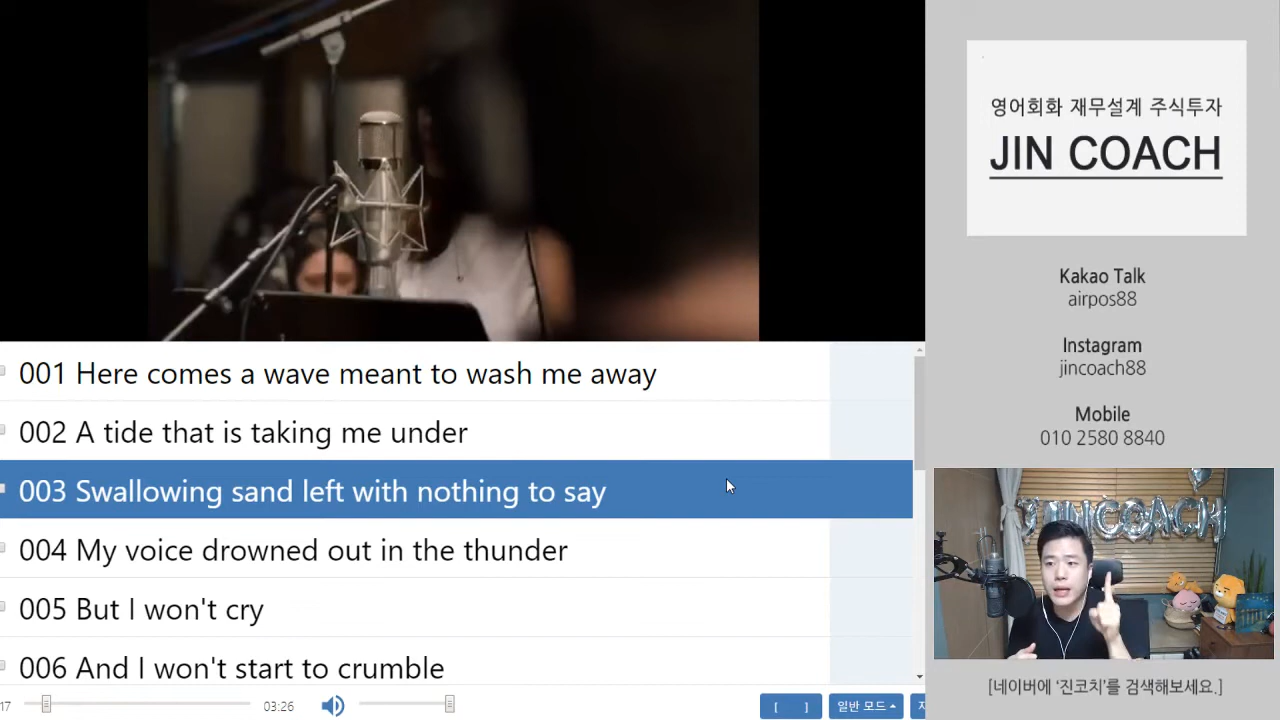 001 Here comes a wave meant to wash me away
002 A tide that is taking me under
003 Swallowing sand left with nothing to say
004 My voice drowned out in the thunder
005 But I won't cry
006 And I won't start to crumble
17
03:26
[ ]
일반 모드
영어회화 재무설계 주식투자
JIN COACH
Kakao Talk
airpos88
Instagram
jincoach88
Mobile
010 2580 8840
JINCOACH
[네이버에 '진코치'를 검색해보세요.]